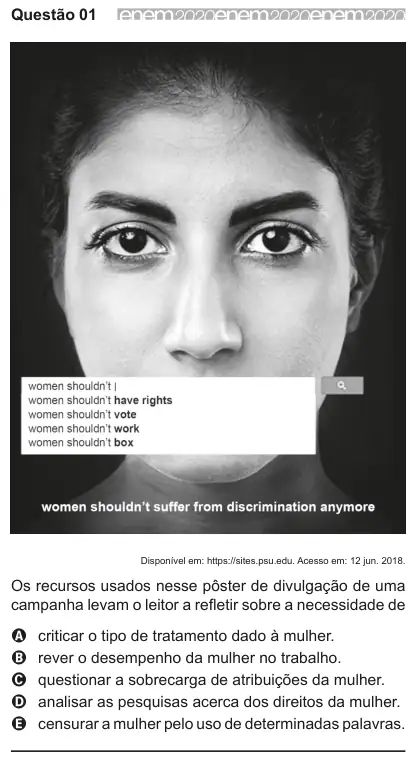 Questão 01 enem2020enem2020enem2020
women shouldn't |
women shouldn't have rights
women shouldn't vote
women shouldn't work
women shouldn't box
women shouldn't suffer from discrimination anymore
Disponível em: https://sites.psu.edu. Acesso em: 12 jun. 2018.
Os recursos usados nesse pôster de divulgação de uma
campanha levam o leitor a refletir sobre a necessidade de
A criticar o tipo de tratamento dado à mulher.
B rever o desempenho da mulher no trabalho.
C questionar a sobrecarga de atribuições da mulher.
D analisar as pesquisas acerca dos direitos da mulher.
E censurar a mulher pelo uso de determinadas palavras.